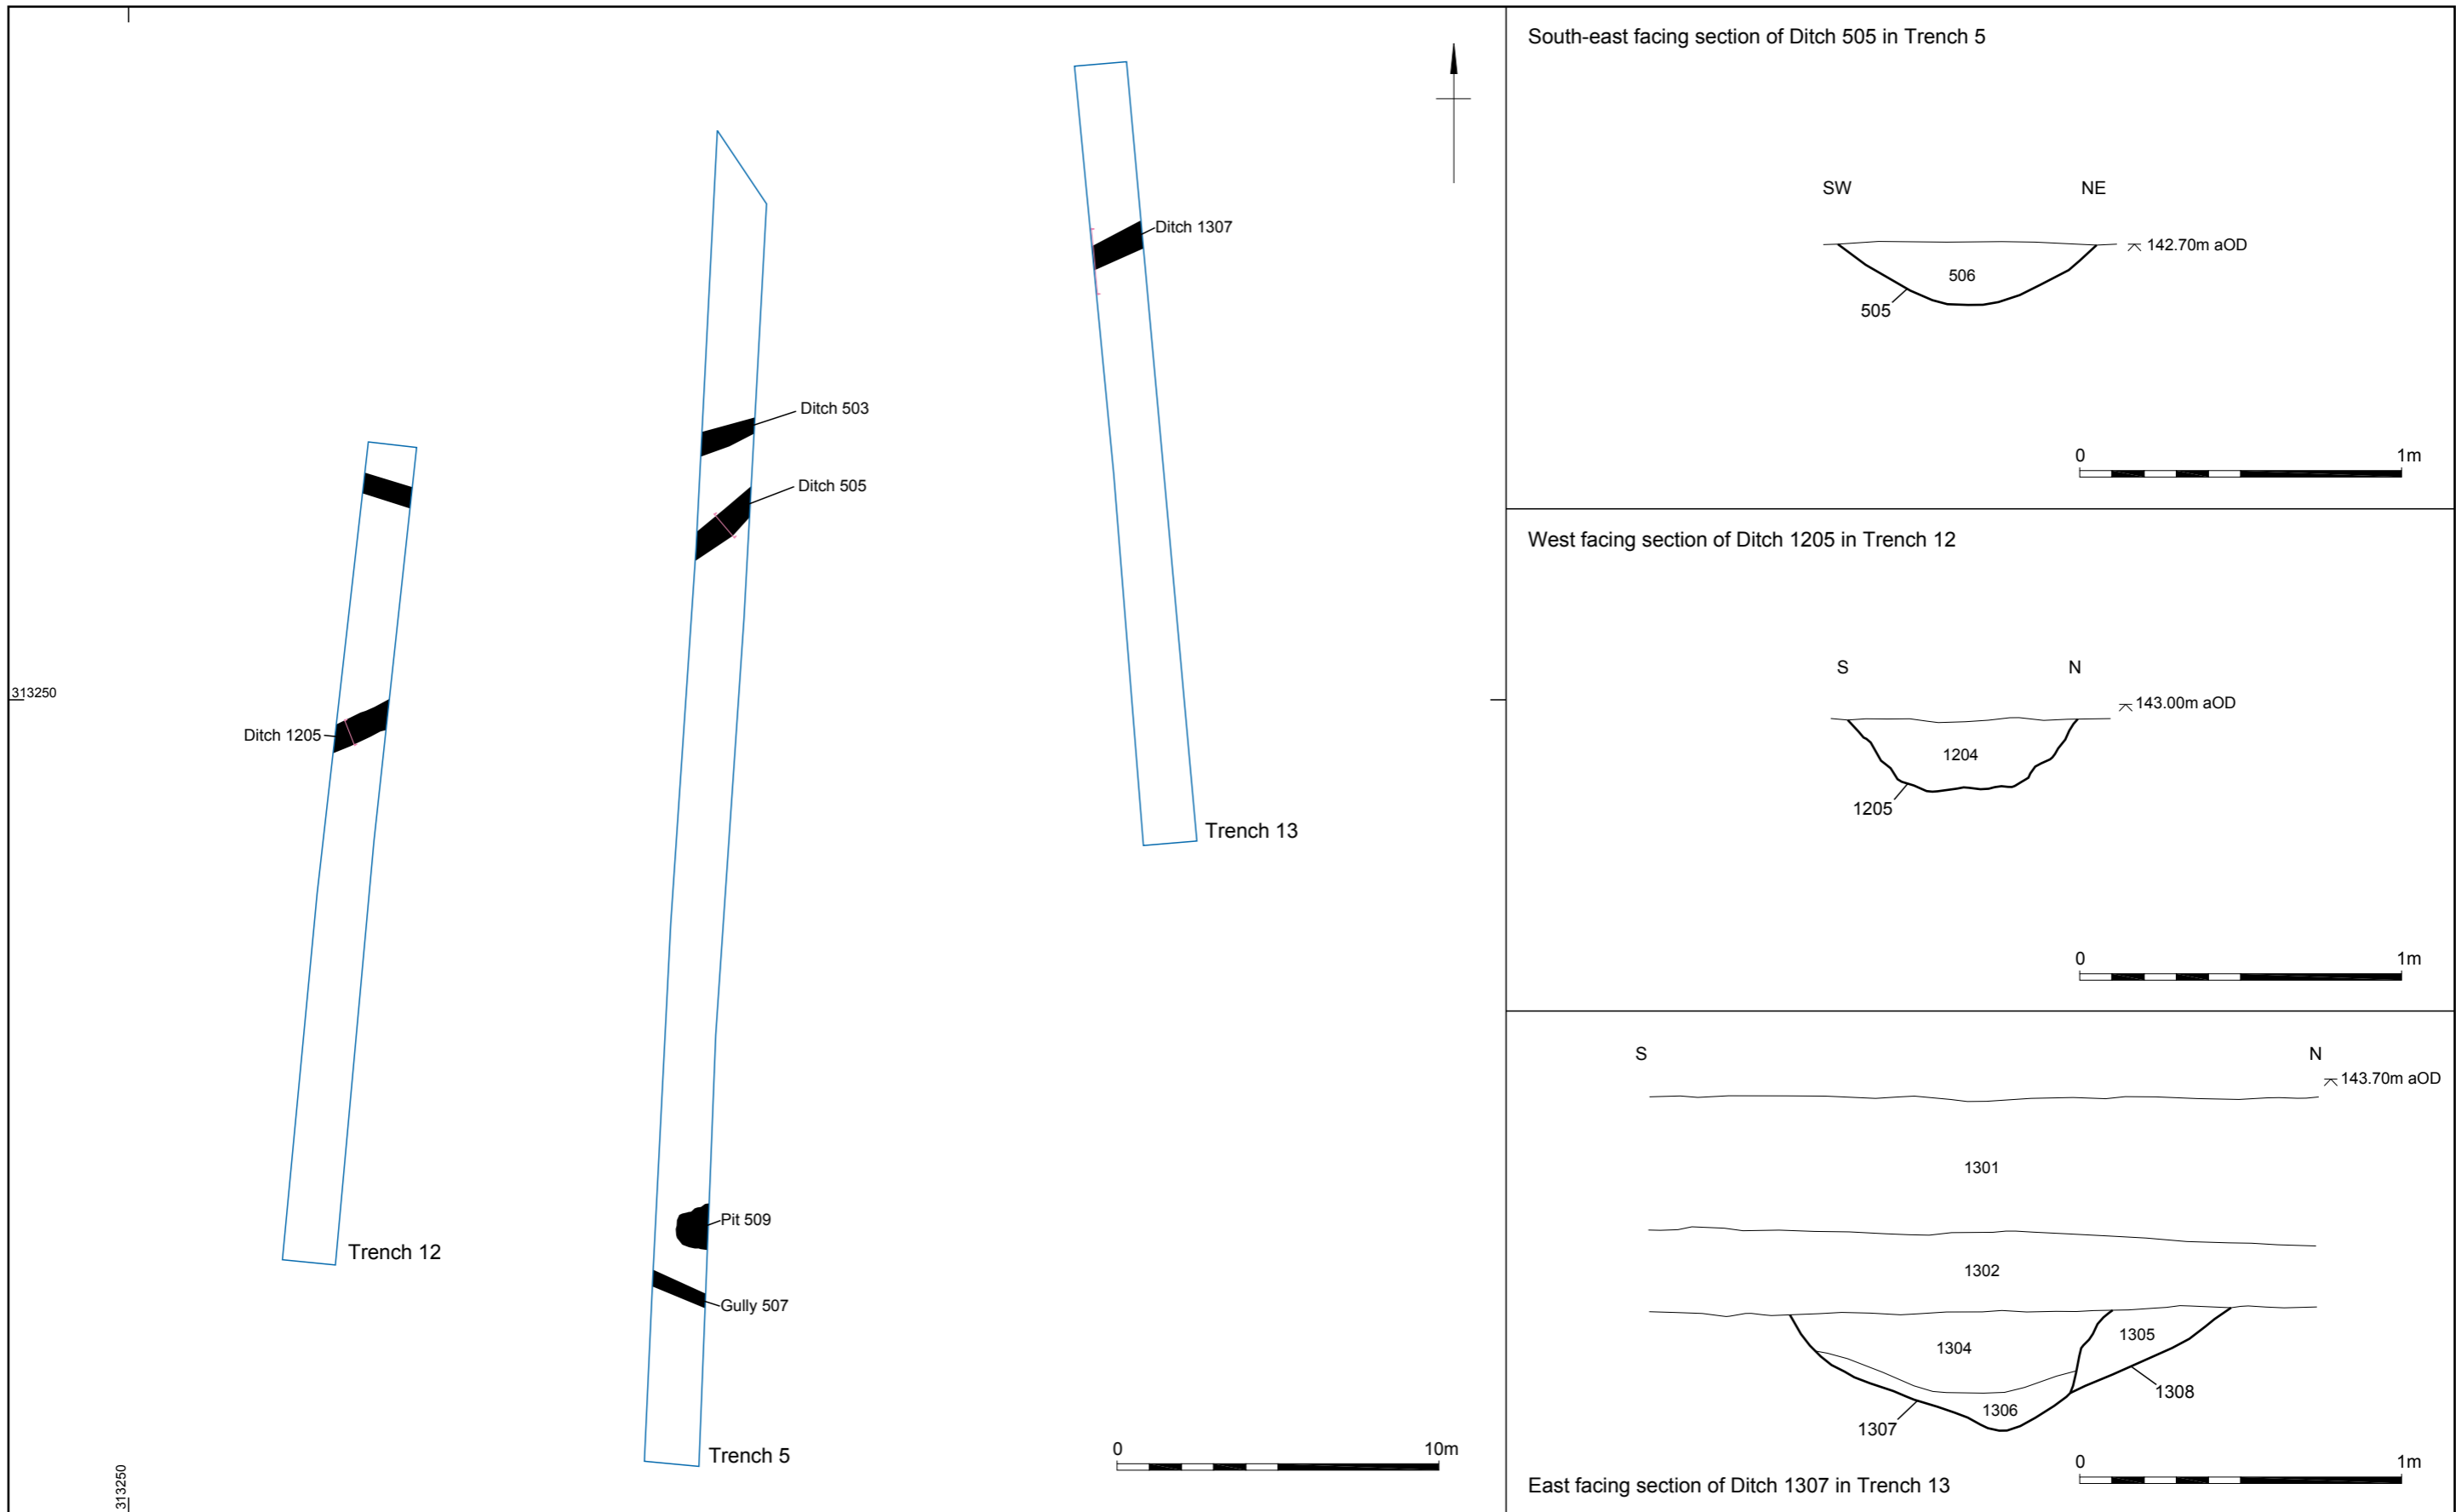 Ditch 1307
Ditch 503
Ditch 505
313250
Ditch 1205
Trench 13
Pit 509
Trench 12
Gully 507
Trench 5
0 10m
313250
South-east facing section of Ditch 505 in Trench 5
SW NE
142.70m aOD
506
505
0 1m
West facing section of Ditch 1205 in Trench 12
S N
143.00m aOD
1204
1205
0 1m
S N
143.70m aOD
1301
1302
1305
1304
1308
1306
1307
0 1m
East facing section of Ditch 1307 in Trench 13